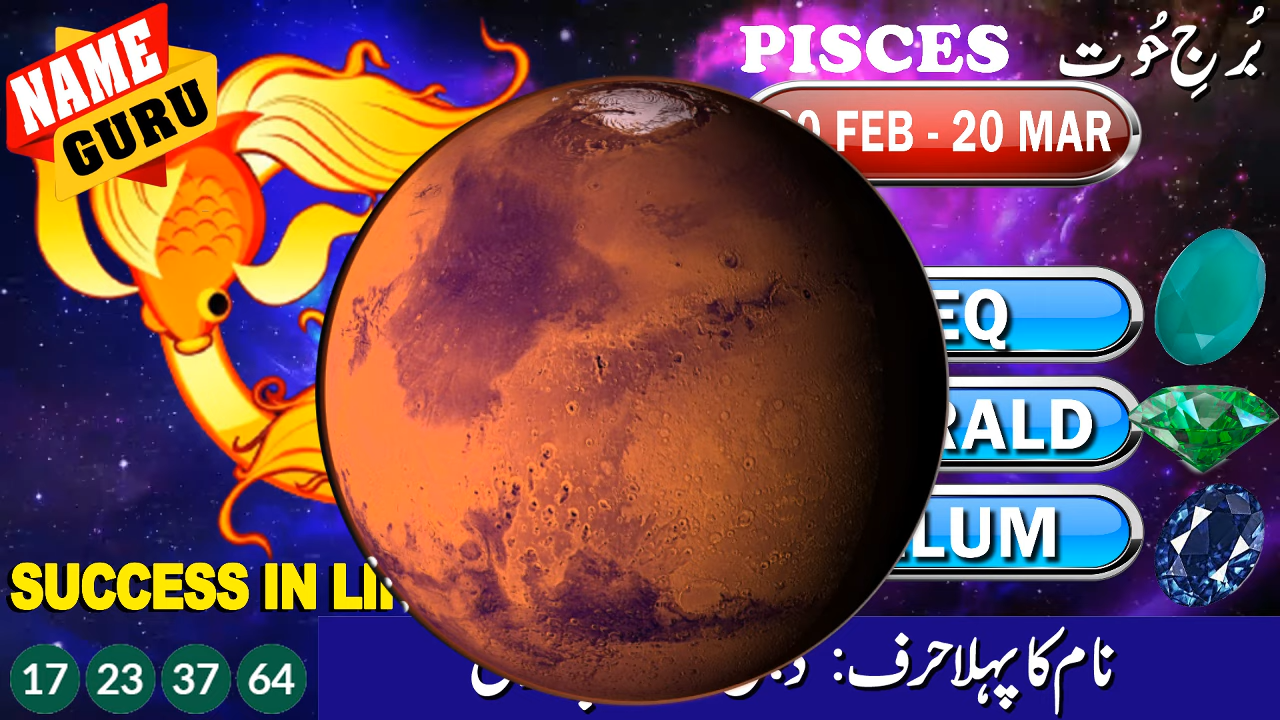 NAME
GURU
PISCES بُرجِ حُوت
FEB - 20 MAR
EQ
RALD
LUM
SUCCESS IN
17 23 37 64
نام کا پہلا حرف: